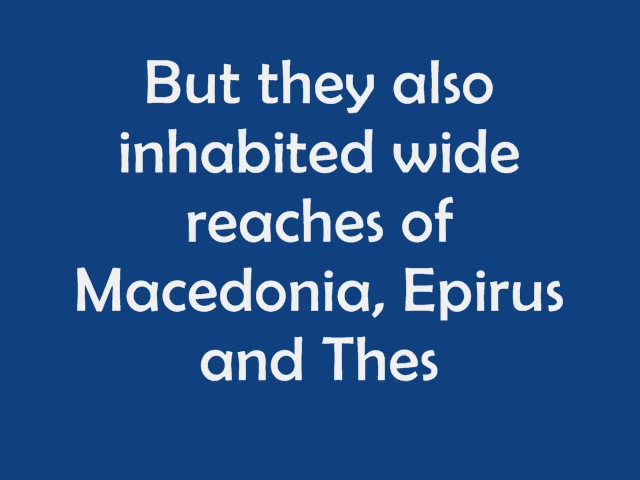 But they also
inhabited wide
reaches of
Macedonia, Epirus
and Thes